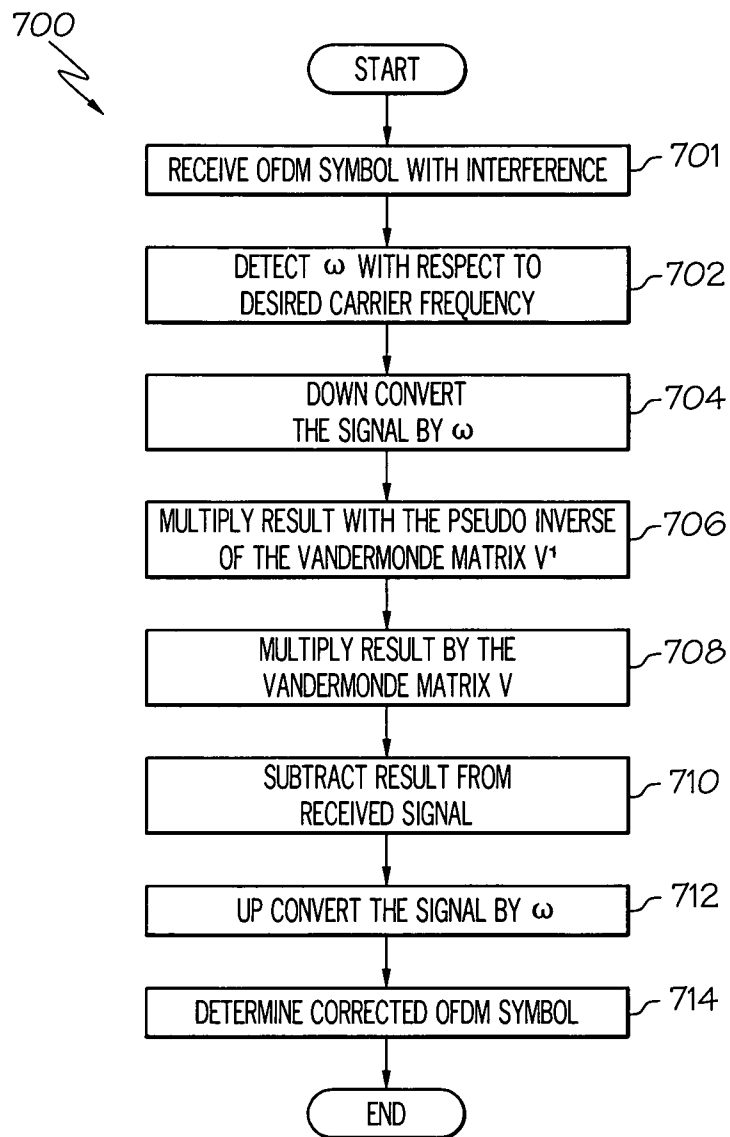 700
START
RECEIVE OFDM SYMBOL WITH INTERFERENCE
701
DETECT ω WITH RESPECT TO
DESIRED CARRIER FREQUENCY
702
DOWN CONVERT
THE SIGNAL BY ω
704
MULTIPLY RESULT WITH THE PSEUDO INVERSE
OF THE VANDERMONDE MATRIX V¹
706
MULTIPLY RESULT BY THE
VANDERMONDE MATRIX V
708
SUBTRACT RESULT FROM
RECEIVED SIGNAL
710
UP CONVERT THE SIGNAL BY ω
712
DETERMINE CORRECTED OFDM SYMBOL
714
END